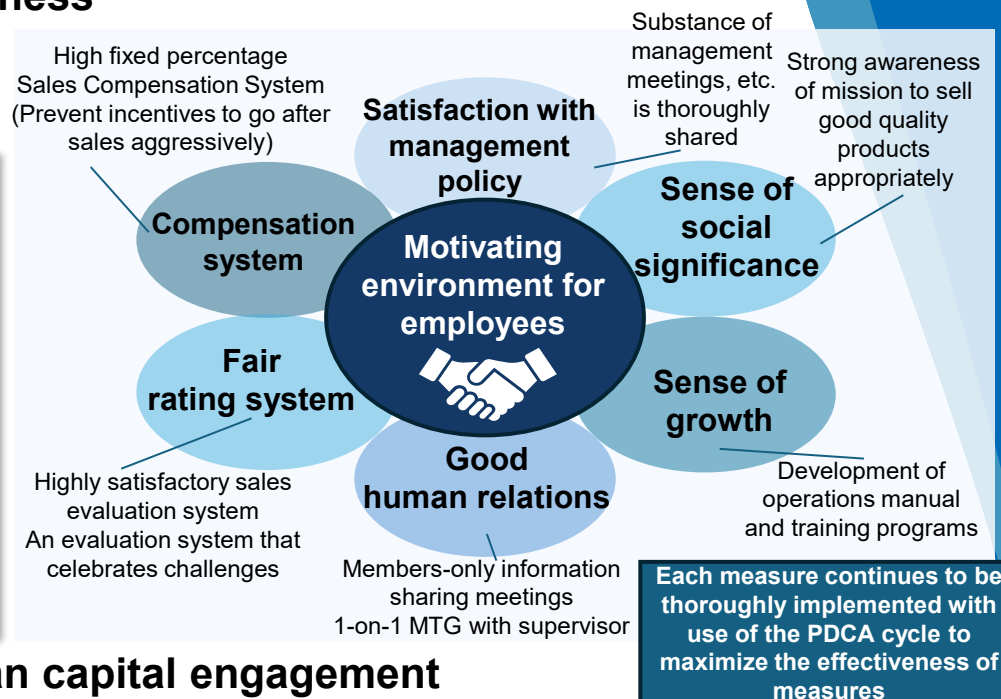 High fixed percentage
Sales Compensation System
(Prevent incentives to go after
sales aggressively)
Satisfaction with
management
policy
Substance of
management
meetings, etc.
is thoroughly
shared
Strong awareness
of mission to sell
good quality
products
appropriately
Compensation
system
Motivating
environment for
employees
Sense of
social
significance
Fair
rating system
Sense of
growth
Good
human relations
Highly satisfactory sales
evaluation system
An evaluation system that
celebrates challenges
Members-only information
sharing meetings
1-on-1 MTG with supervisor
Development of
operations manual
and training programs
Each measure continues to be
thoroughly implemented with
use of the PDCA cycle to
maximize the effectiveness of
measures
capital engagement